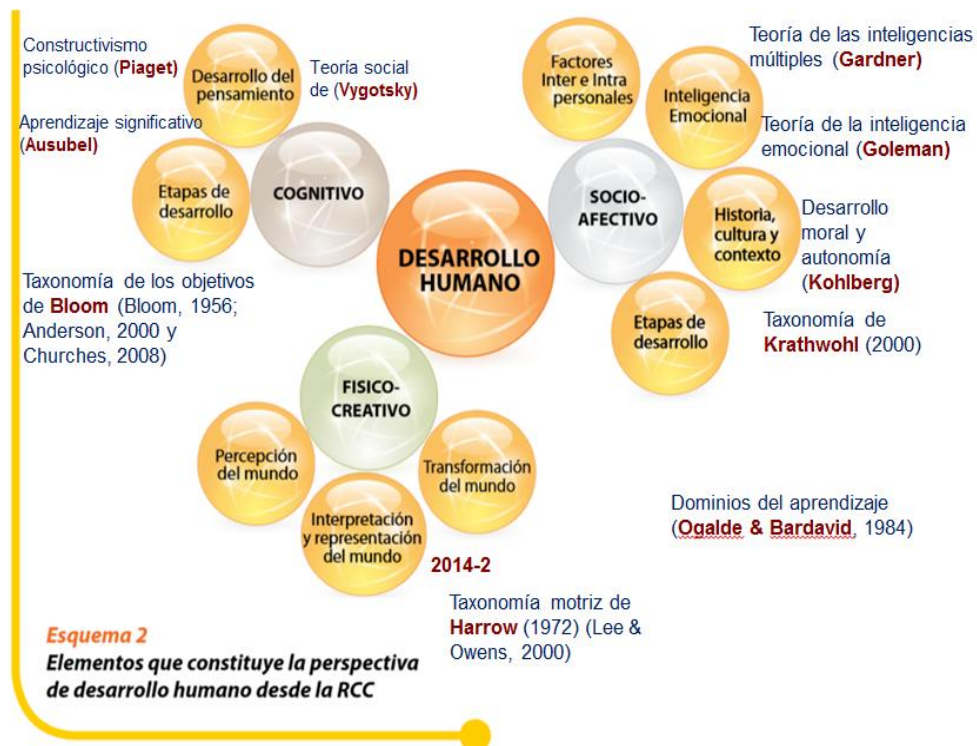 Constructivismo
psicológico (Piaget)
Desarrollo del
pensamiento
Teoría social
de (Vygotsky)
Aprendizaje significativo
(Ausubel)
Etapas de
desarrollo
COGNITIVO
Taxonomía de los objetivos
de Bloom (Bloom, 1956;
Anderson, 2000 y
Churches, 2008)
DESARROLLO
HUMANO
Factores
Inter e Intra
personales
Teoría de las inteligencias
múltiples (Gardner)
Inteligencia
Emocional
Teoría de la inteligencia
emocional (Goleman)
SOCIO-
AFECTIVO
Historia,
cultura y
contexto
Desarrollo
moral y
autonomía
(Kohlberg)
Etapas de
desarrollo
Taxonomía de
Krathwohl (2000)
FISICO-
CREATIVO
Percepción
del mundo
Interpretación
y representación
del mundo
Transformación
del mundo
2014-2
Dominios del aprendizaje
(Ogalde & Bardavid, 1984)
Taxonomía motriz de
Harrow (1972) (Lee &
Owens, 2000)
Esquema 2
Elementos que constituye la perspectiva
de desarrollo humano desde la RCC